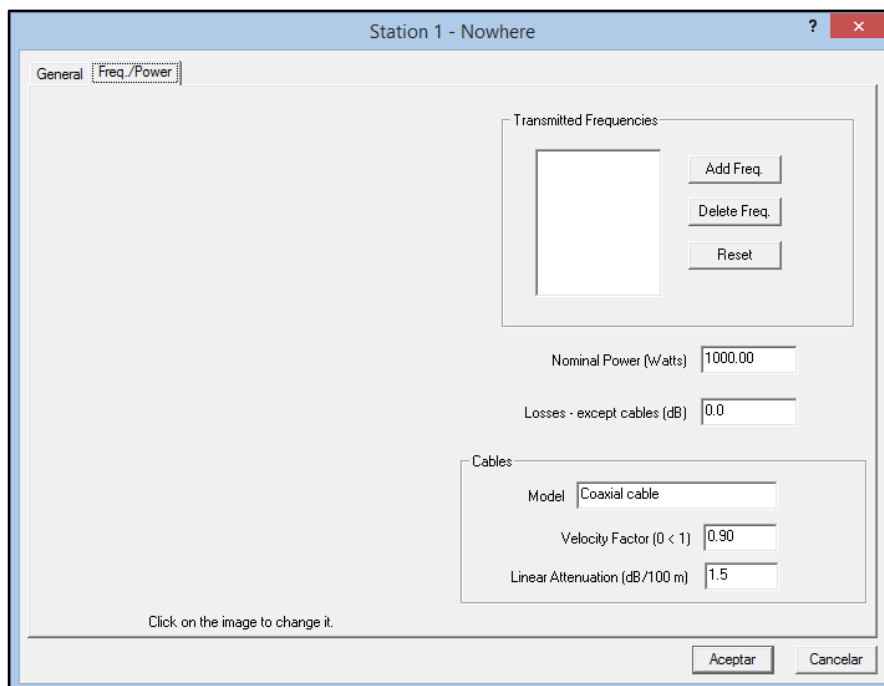 Station 1 - Nowhere
?
General
Freq./Power
Transmitted Frequencies
Add Freq.
Delete Freq.
Reset
Nominal Power (Watts) 1000.00
Losses - except cables (dB) 0.0
Cables
Model Coaxial cable
Velocity Factor (0 < 1) 0.90
Linear Attenuation (dB/100 m) 1.5
Click on the image to change it.
Aceptar Cancelar